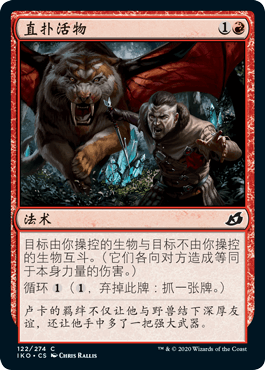 直扑活物 1
法术
目标由你操控的生物与目标不由你操控
的生物互斗。(它们各向对方造成等同
于本身力量的伤害。)
循环 1 (1,弃掉此牌:抓一张牌。)
卢卡的羁绊不仅让他与野兽结下深厚友
谊,还让他手中多了一把强大武器。
122/274 C
IKO • CS CHRIS RALLIS
™ & © 2020 Wizards of the Coast